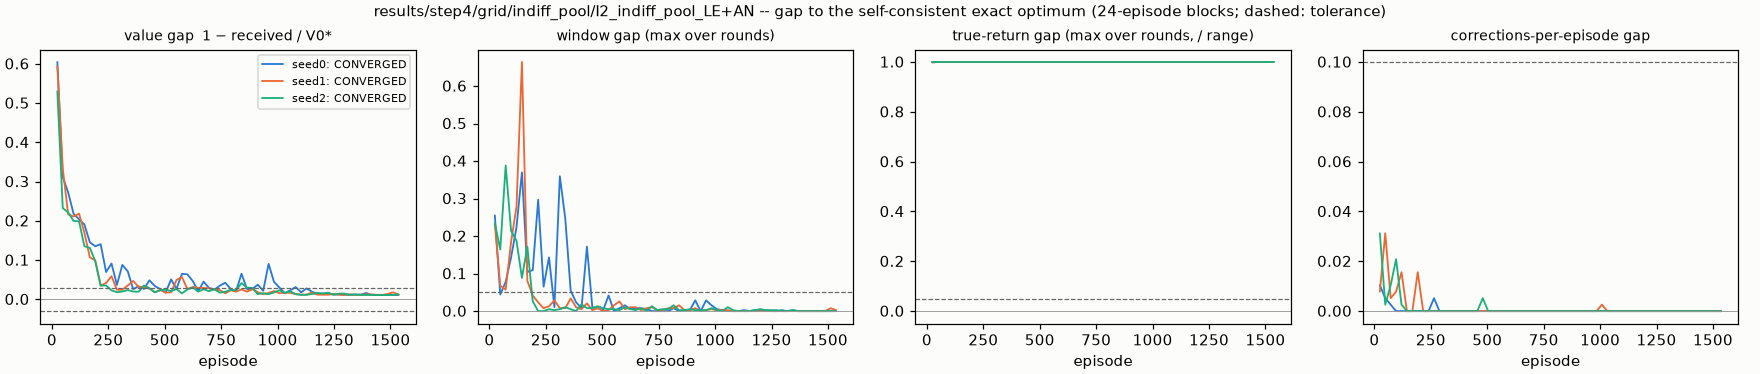 results/step4/grid/indiff_pool/l2_indiff_pool_LE+AN -- gap to the self-consistent exact optimum (24-episode blocks; dashed: tolerance)
value gap 1 − received / V0*
window gap (max over rounds)
true-return gap (max over rounds, / range)
corrections-per-episode gap
seed0: CONVERGED
seed1: CONVERGED
seed2: CONVERGED
0.6
0.5
0.4
0.3
0.2
0.1
0.0
0 250 500 750 1000 1250 1500
episode
0.6
0.5
0.4
0.3
0.2
0.1
0.0
0 250 500 750 1000 1250 1500
episode
1.0
0.8
0.6
0.4
0.2
0.0
0 250 500 750 1000 1250 1500
episode
0.10
0.08
0.06
0.04
0.02
0.00
0 250 500 750 1000 1250 1500
episode